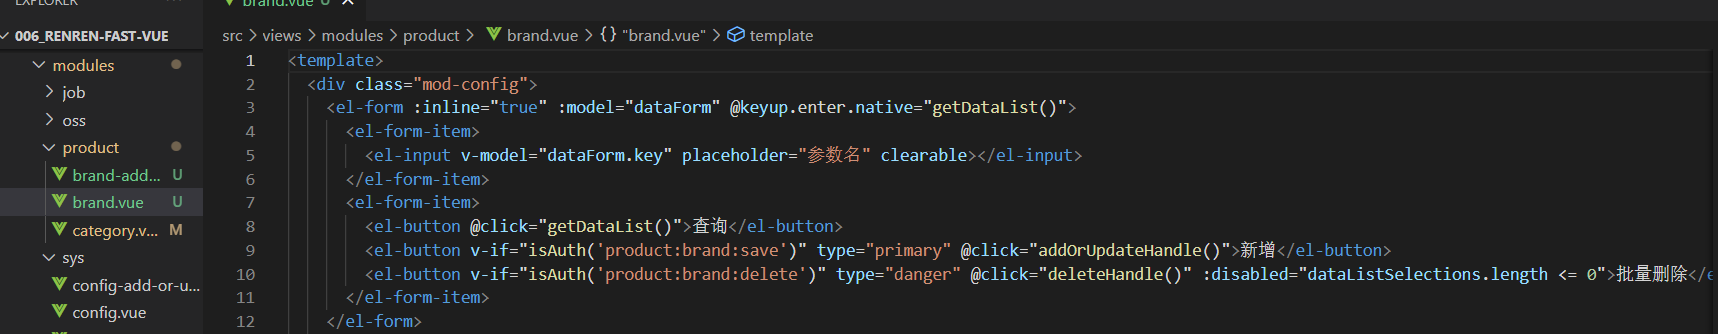 EXPLORER
brand.vue U
006_RENREN-FAST-VUE
modules
job
oss
product
brand-add... U
brand.vue U
category.v... M
sys
config-add-or-u...
config.vue
src > views > modules > product > brand.vue > {} "brand.vue" > template
1 <template>
2 <div class="mod-config">
3 <el-form :inline="true" :model="dataForm" @keyup.enter.native="getDataList()">
4 <el-form-item>
5 <el-input v-model="dataForm.key" placeholder="参数名" clearable></el-input>
6 </el-form-item>
7 <el-form-item>
8 <el-button @click="getDataList()">查询</el-button>
9 <el-button v-if="isAuth('product:brand:save')" type="primary" @click="addOrUpdateHandle()">新增</el-button>
10 <el-button v-if="isAuth('product:brand:delete')" type="danger" @click="deleteHandle()" :disabled="dataListSelections.length <= 0">批量删除</e
11 </el-form-item>
12 </el-form>